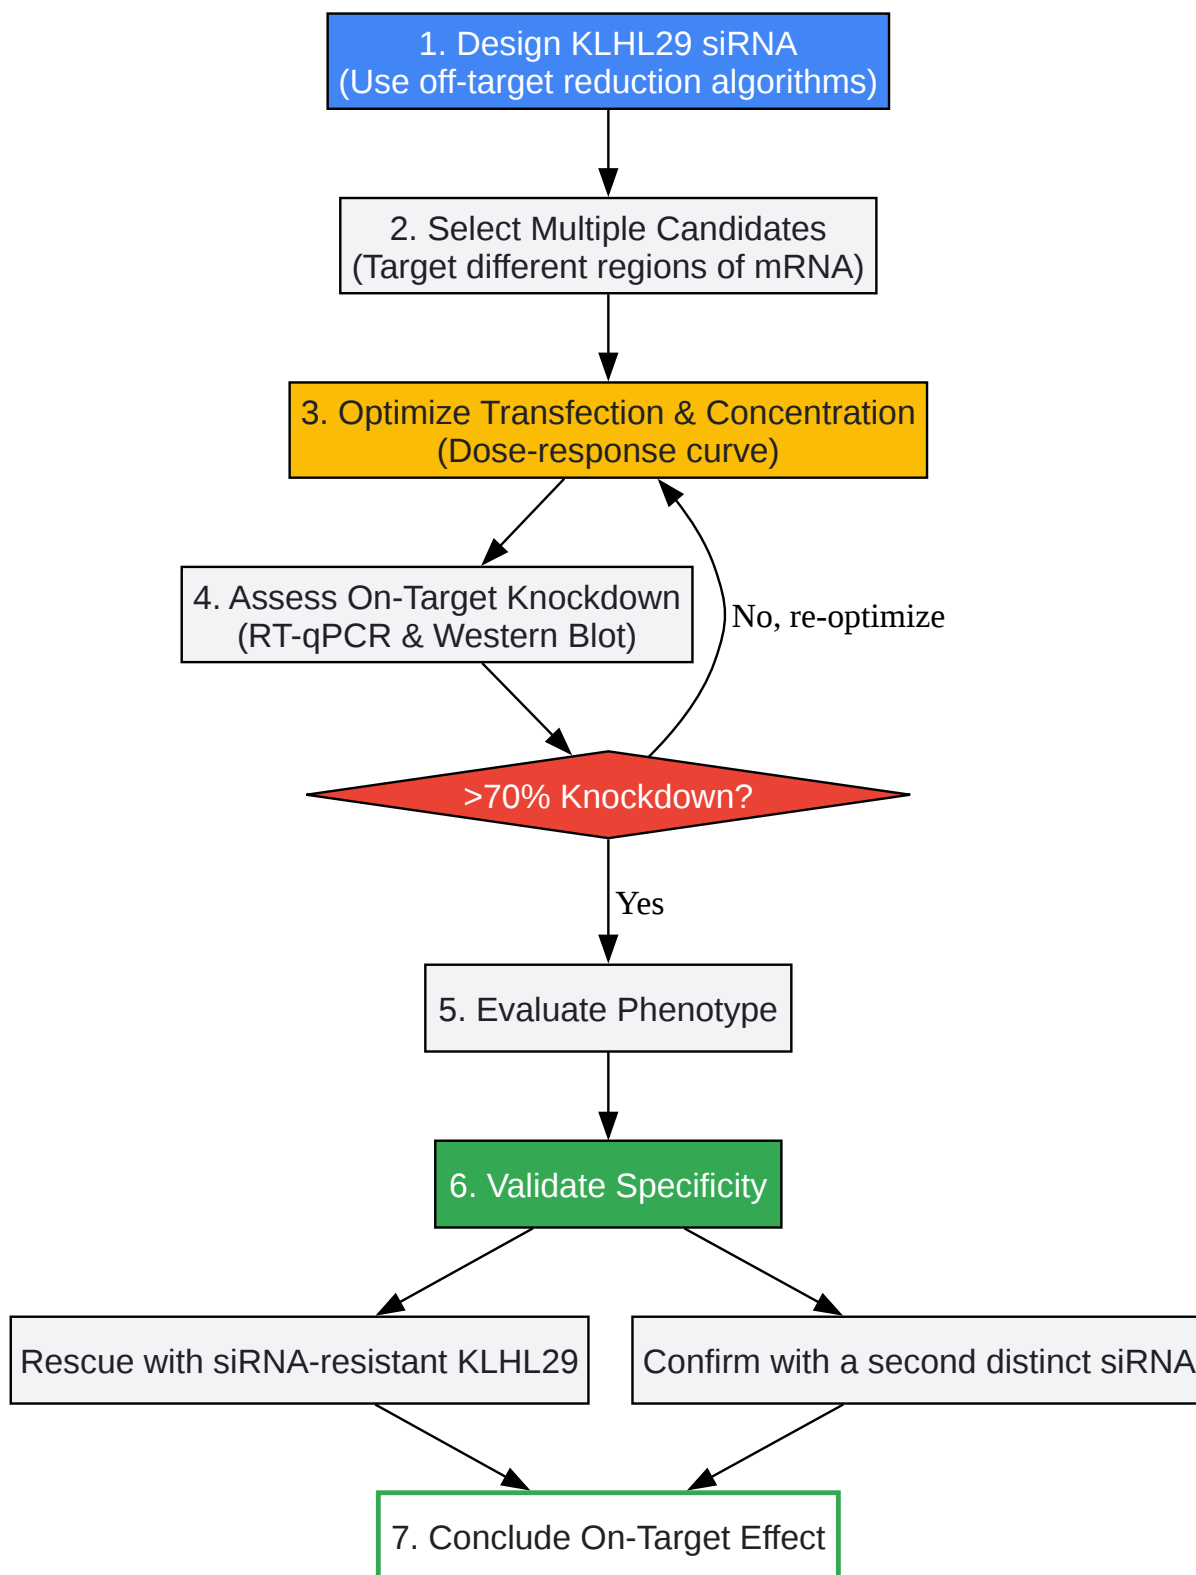 1. Design KLHL29 siRNA
(Use off-target reduction algorithms)
2. Select Multiple Candidates
(Target different regions of mRNA)
3. Optimize Transfection & Concentration
(Dose-response curve)
4. Assess On-Target Knockdown
(RT-qPCR & Western Blot)
No, re-optimize
>70% Knockdown?
Yes
5. Evaluate Phenotype
6. Validate Specificity
Rescue with siRNA-resistant KLHL29
Confirm with a second distinct siRNA
7. Conclude On-Target Effect